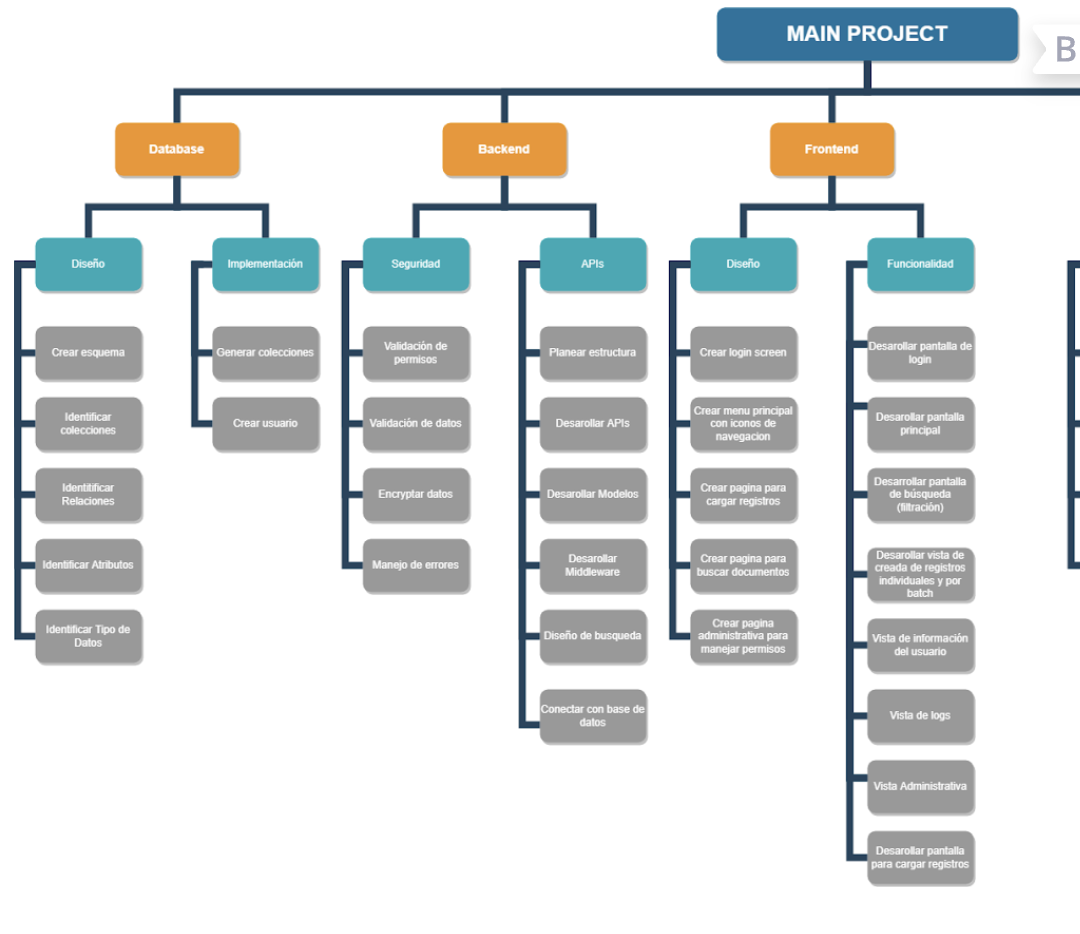 MAIN PROJECT
B
Database
Backend
Frontend
Diseño
Implementación
Seguridad
APIs
Diseño
Funcionalidad
Crear esquema
Identificar
colecciones
Identitificar
Relaciones
Identificar Atributos
Identificar Tipo de
Datos
Generar colecciones
Crear usuario
Validación de
permisos
Validación de datos
Encryptar datos
Manejo de errores
Planear estructura
Desarollar APIs
Desarollar Modelos
Desarollar
Middleware
Diseño de busqueda
Conectar con base de
datos
Crear login screen
Crear menu principal
con iconos de
navegacion
Crear pagina para
cargar registros
Crear pagina para
buscar documentos
Crear pagina
administrativa para
manejar permisos
Desarollar pantalla de
login
Desarollar pantalla
principal
Desarrollar pantalla
de búsqueda
(filtración)
Desarollar vista de
creada de registros
individuales y por
batch
Vista de información
del usuario
Vista de logs
Vista Administrativa
Desarollar pantalla
para cargar registros